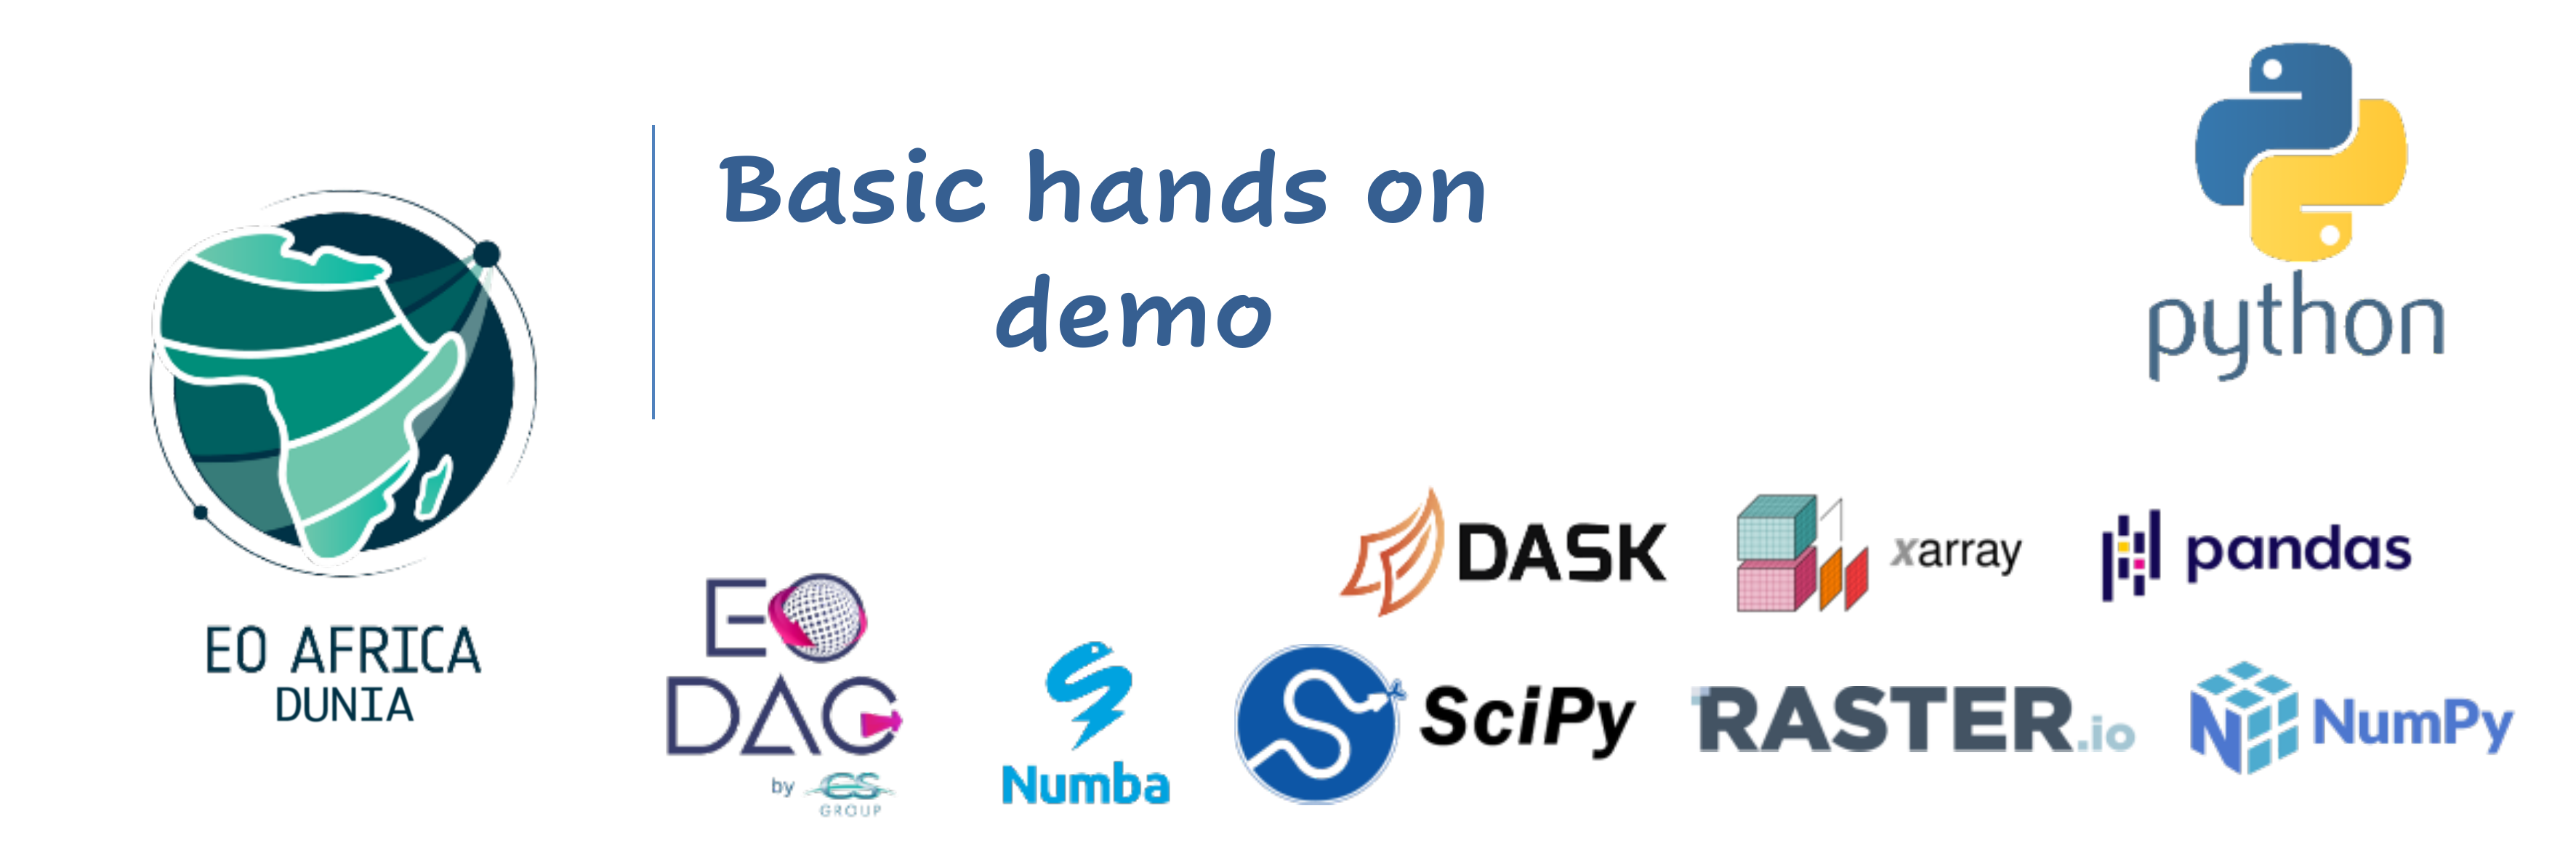 Basic hands on
demo
python
EO AFRICA
DUNIA
DASK
xarray
pandas
EO
DAG
by CS
GROUP
Numba
SciPy
RASTER.io
N NumPy